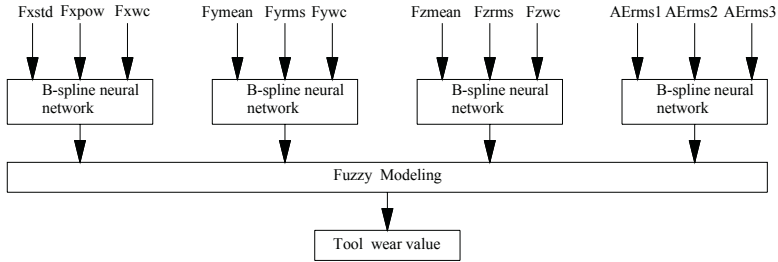 Fxstd Fxpow Fxwc Fymean Fyrms Fywc Fzmean Fzrms Fzwc AErms1 AErms2 AErms3
B-spline neural
network
B-spline neural
network
B-spline neural
network
B-spline neural
network
Fuzzy Modeling
Tool wear value